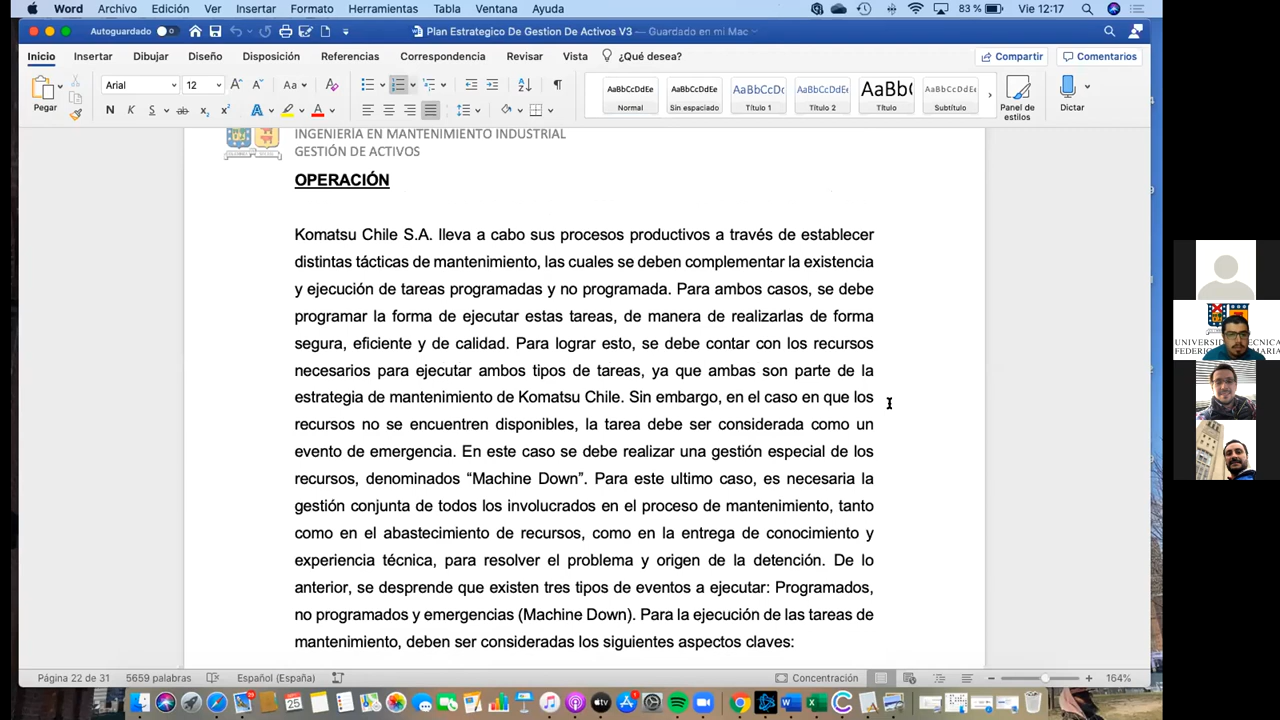 Word Archivo Edición Ver Insertar Formato Herramientas Tabla Ventana Ayuda 83 % Vie 12:17
Autoguardado Plan Estrategico De Gestion De Activos V3 — Guardado en mi Mac
Inicio Insertar Dibujar Diseño Disposición Referencias Correspondencia Revisar Vista ¿Qué desea? Compartir Comentarios
Arial 12
Pegar
AaBbCcDdEe AaBbCcDdEe AaBbCcDc AaBbCcDdEe AaBb( AaBbCcDdEe
Normal Sin espaciado Título 1 Título 2 Título Subtítulo
Panel de estilos
Dictar
INGENIERÍA EN MANTENIMIENTO INDUSTRIAL
GESTIÓN DE ACTIVOS
OPERACIÓN
Komatsu Chile S.A. lleva a cabo sus procesos productivos a través de establecer
distintas tácticas de mantenimiento, las cuales se deben complementar la existencia
y ejecución de tareas programadas y no programada. Para ambos casos, se debe
programar la forma de ejecutar estas tareas, de manera de realizarlas de forma
segura, eficiente y de calidad. Para lograr esto, se debe contar con los recursos
necesarios para ejecutar ambos tipos de tareas, ya que ambas son parte de la
estrategia de mantenimiento de Komatsu Chile. Sin embargo, en el caso en que los
recursos no se encuentren disponibles, la tarea debe ser considerada como un
evento de emergencia. En este caso se debe realizar una gestión especial de los
recursos, denominados “Machine Down”. Para este ultimo caso, es necesaria la
gestión conjunta de todos los involucrados en el proceso de mantenimiento, tanto
como en el abastecimiento de recursos, como en la entrega de conocimiento y
experiencia técnica, para resolver el problema y origen de la detención. De lo
anterior, se desprende que existen tres tipos de eventos a ejecutar: Programados,
no programados y emergencias (Machine Down). Para la ejecución de las tareas de
mantenimiento, deben ser consideradas los siguientes aspectos claves:
Página 22 de 31 5659 palabras Español (España) Concentración 164%